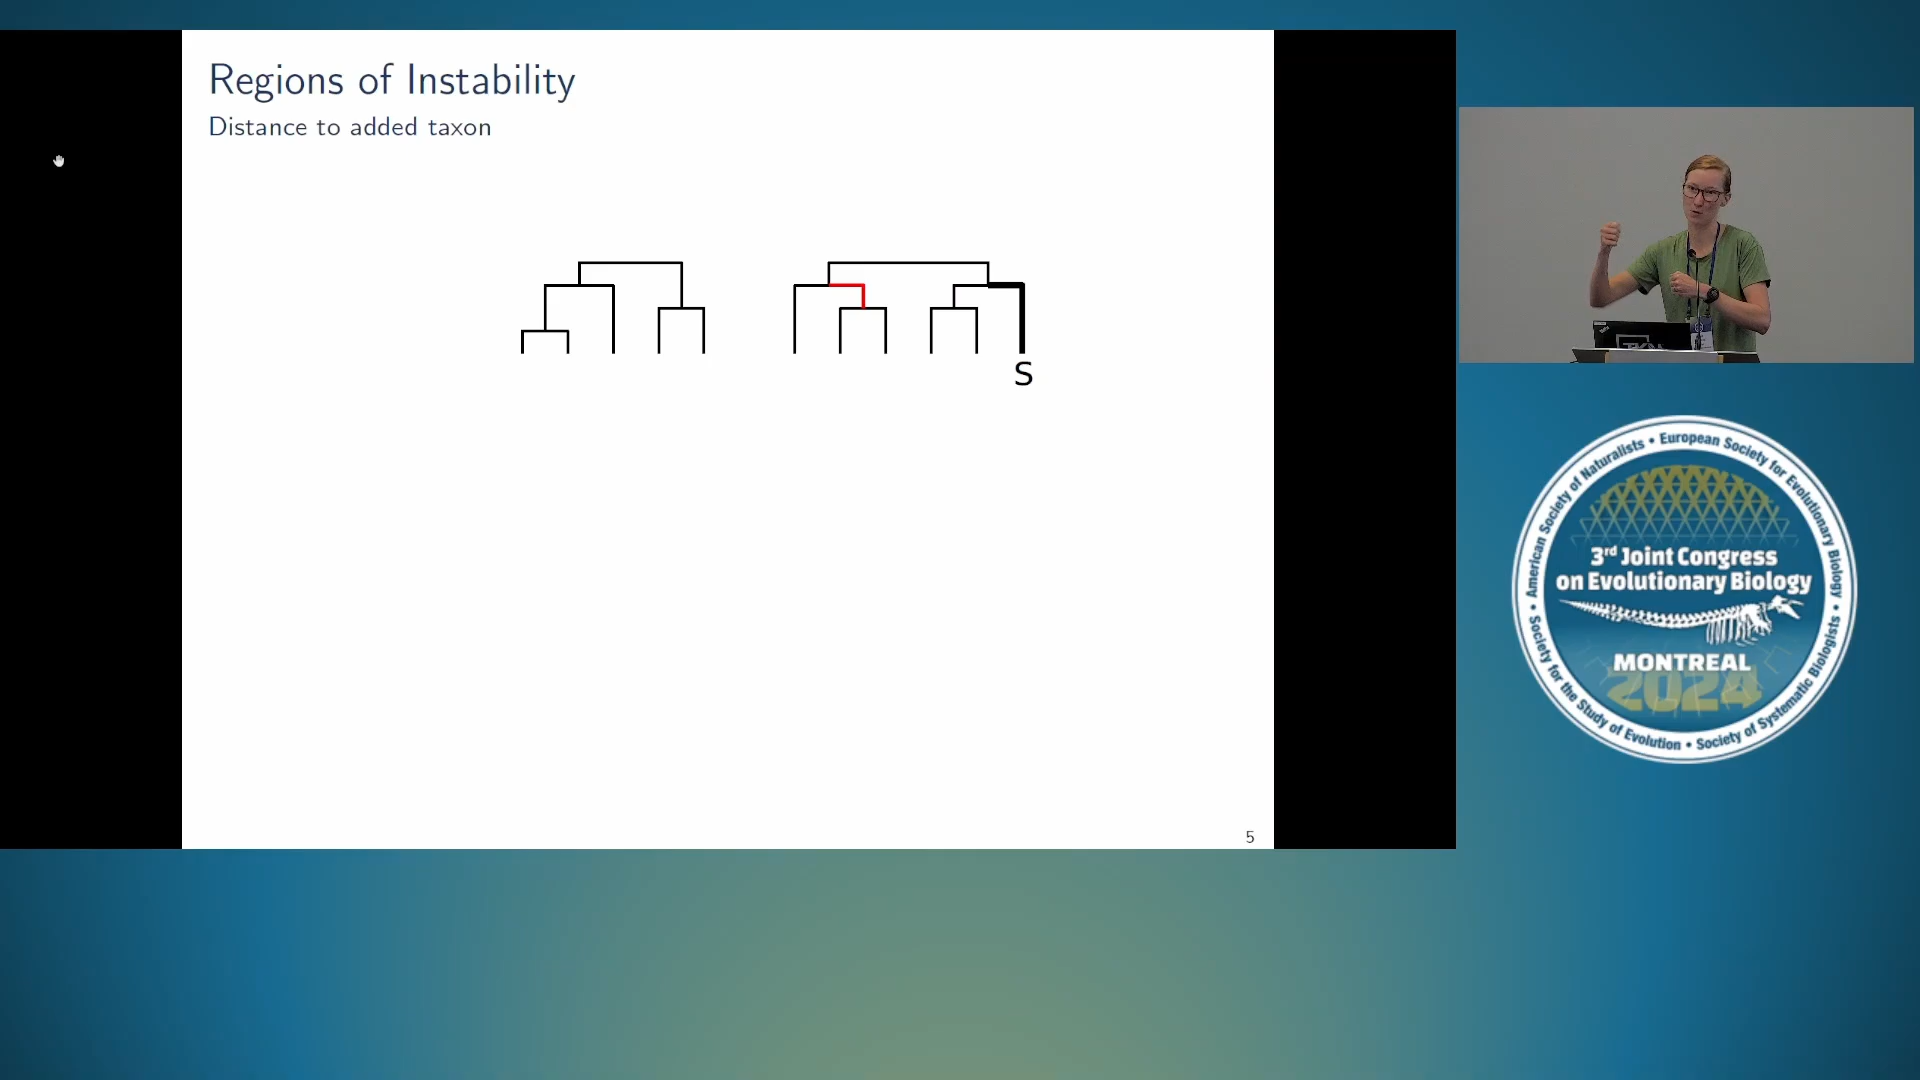 Regions of Instability
Distance to added taxon
S
5
American Society of Naturalists • European Society for Evolutionary Biology • Society of Systematic Biologists • Society for the Study of Evolution •
3rd Joint Congress
on Evolutionary Biology
MONTREAL
2024